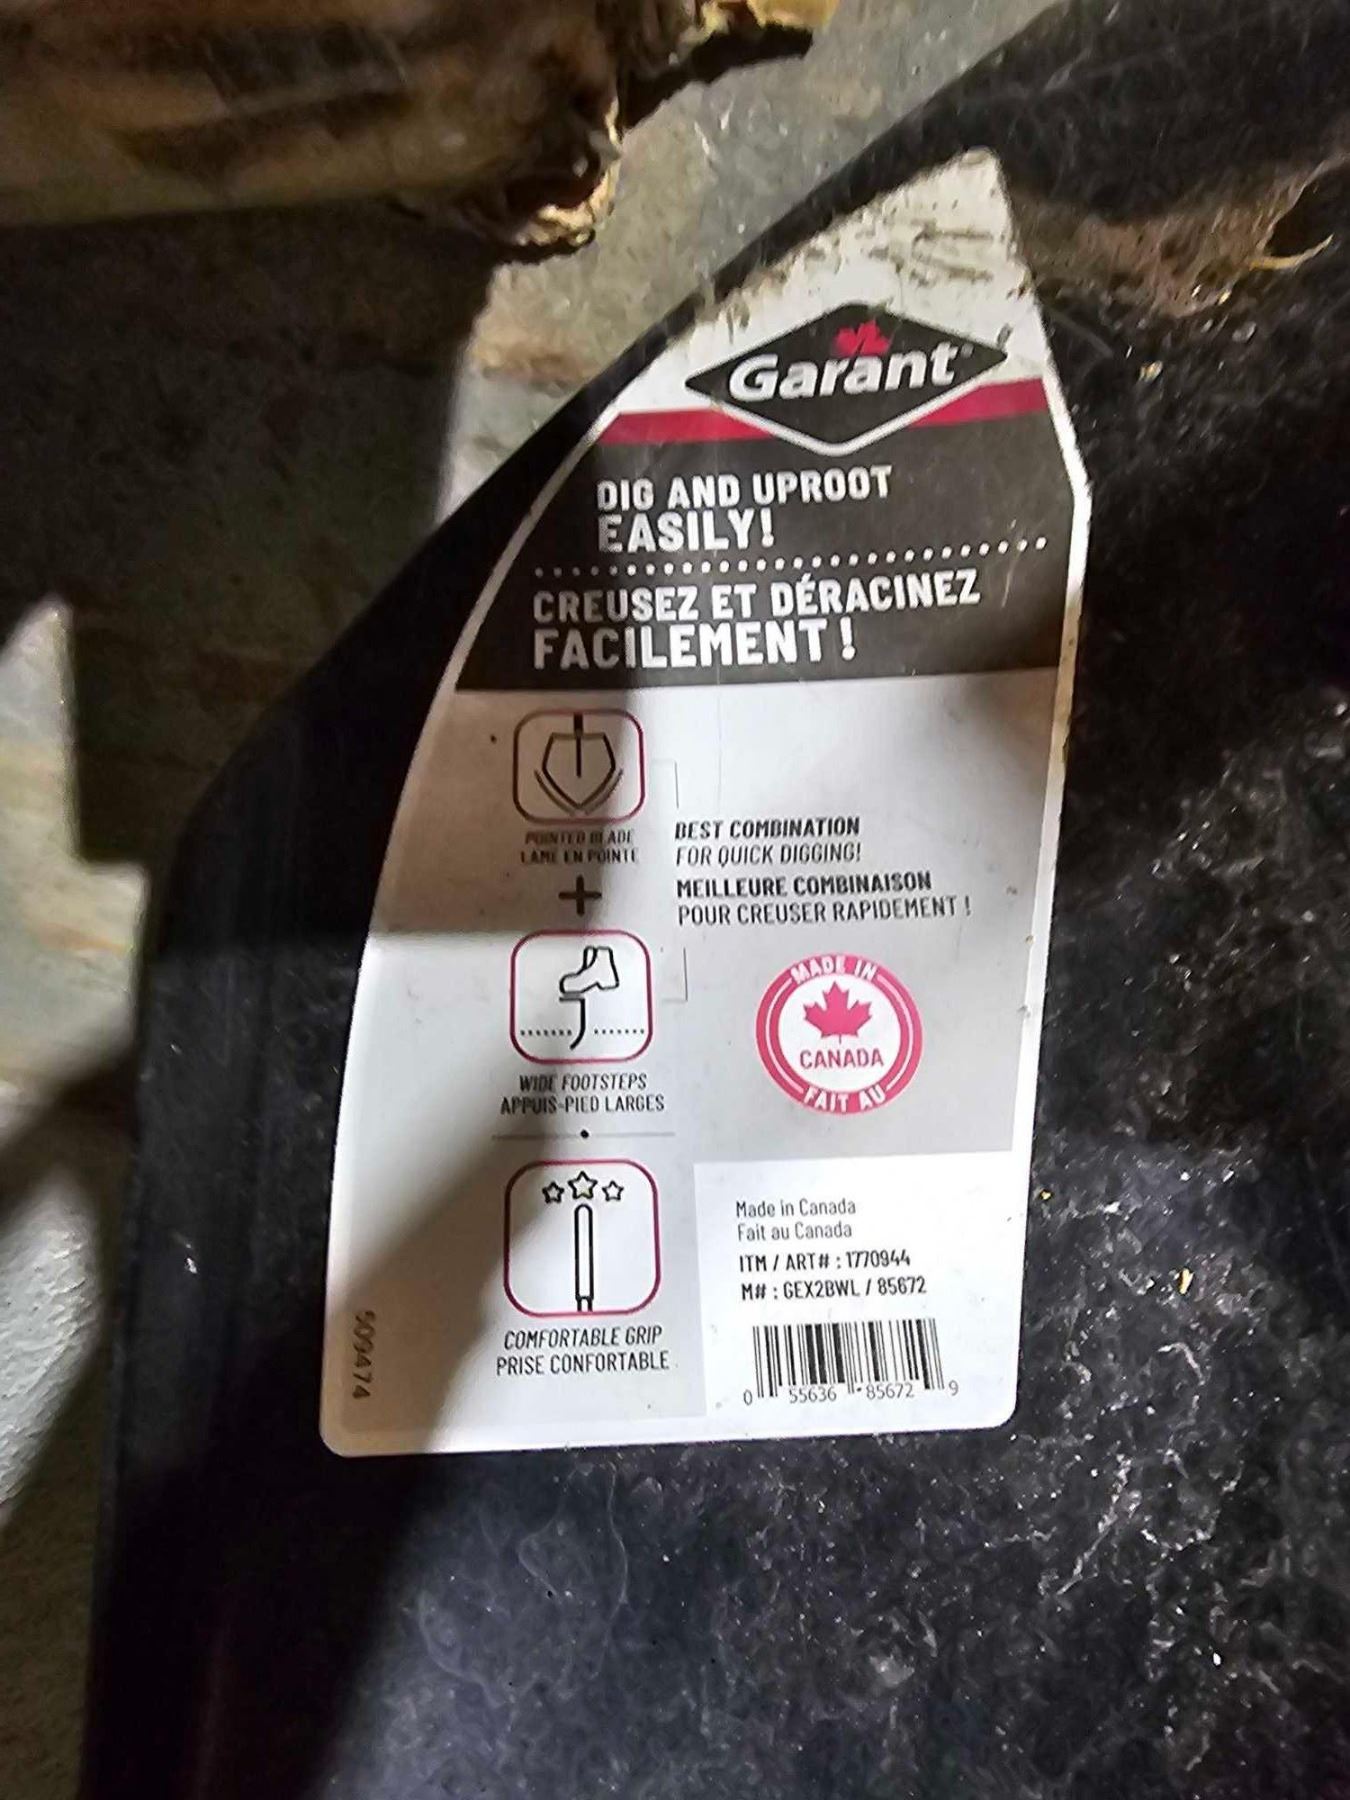 Garant
DIG AND UPROOT
EASILY!
CREUSEZ ET DÉRACINEZ
FACILEMENT !
POINTED BLADE
LAME EN POINTE
+
BEST COMBINATION
FOR QUICK DIGGING!
MEILLEURE COMBINAISON
POUR CREUSER RAPIDEMENT !
WIDE FOOTSTEPS
APPUIS-PIED LARGES
MADE IN
CANADA
FAIT AU
COMFORTABLE GRIP
PRISE CONFORTABLE
509474
Made in Canada
Fait au Canada
ITM / ART# : 1770944
M# : GEX2BWL / 85672
0 55636 85672 9